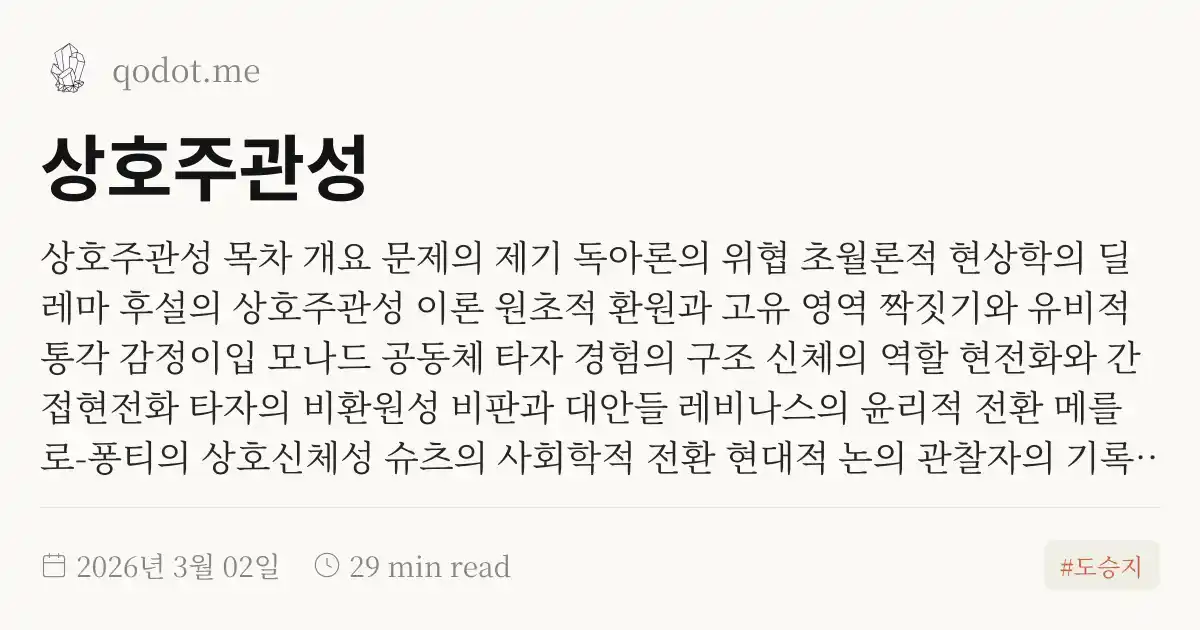 qodot.me
상호주관성
상호주관성 목차 개요 문제의 제기 독아론의 위협 초월론적 현상학의 딜
레마 후설의 상호주관성 이론 원초적 환원과 고유 영역 짝짓기와 유비적
통각 감정이입 모나드 공동체 타자 경험의 구조 신체의 역할 현전화와 간
접현전화 타자의 비환원성 비판과 대안들 레비나스의 윤리적 전환 메를
로-퐁티의 상호신체성 슈츠의 사회학적 전환 현대적 논의 관찰자의 기록··
2026년 3월 02일
29 min read
#도승지